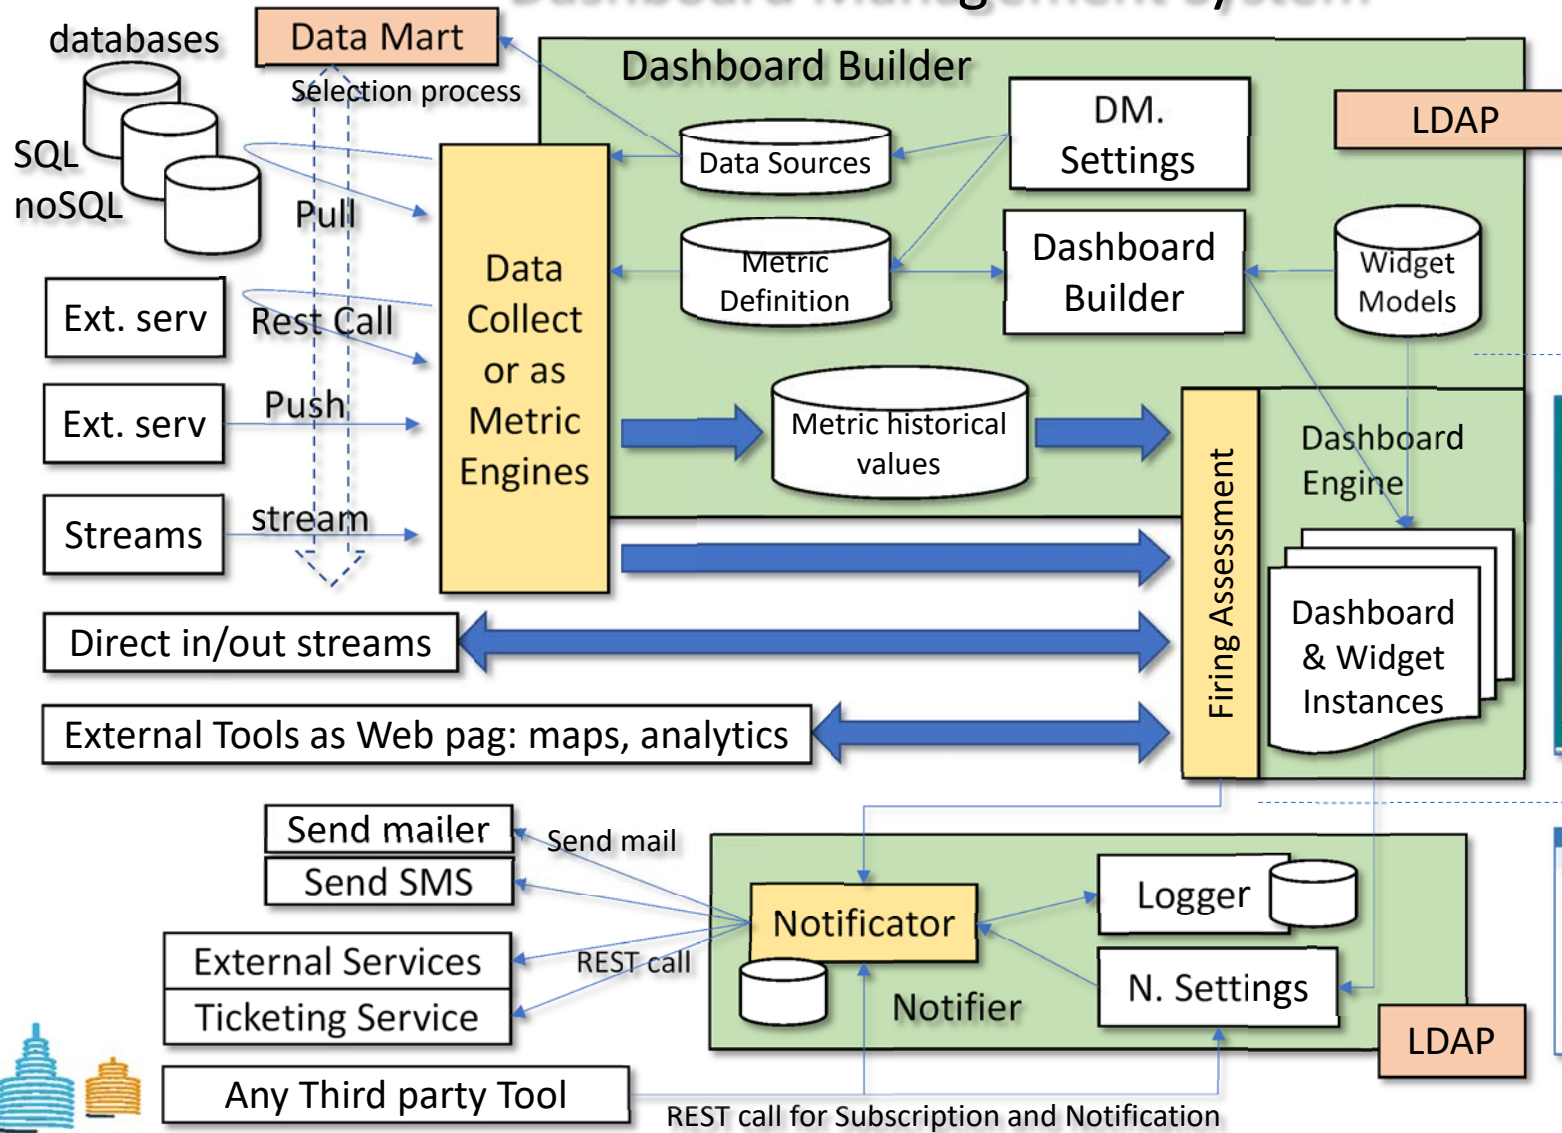 Dashboard Management System
databases
Data Mart
Selection process
SQL
noSQL
Pull
Dashboard Builder
Data Sources
DM.
Settings
LDAP
Metric
Definition
Dashboard
Builder
Widget
Models
Data
Collect
or as
Metric
Engines
Ext. serv
Rest Call
Ext. serv
Push
Streams
stream
Metric historical
values
Firing Assessment
Dashboard
Engine
Dashboard
& Widget
Instances
Direct in/out streams
External Tools as Web pag: maps, analytics
Send mailer
Send mail
Send SMS
External Services
REST call
Ticketing Service
Notificator
Logger
Notifier
N. Settings
LDAP
Any Third party Tool
REST call for Subscription and Notification